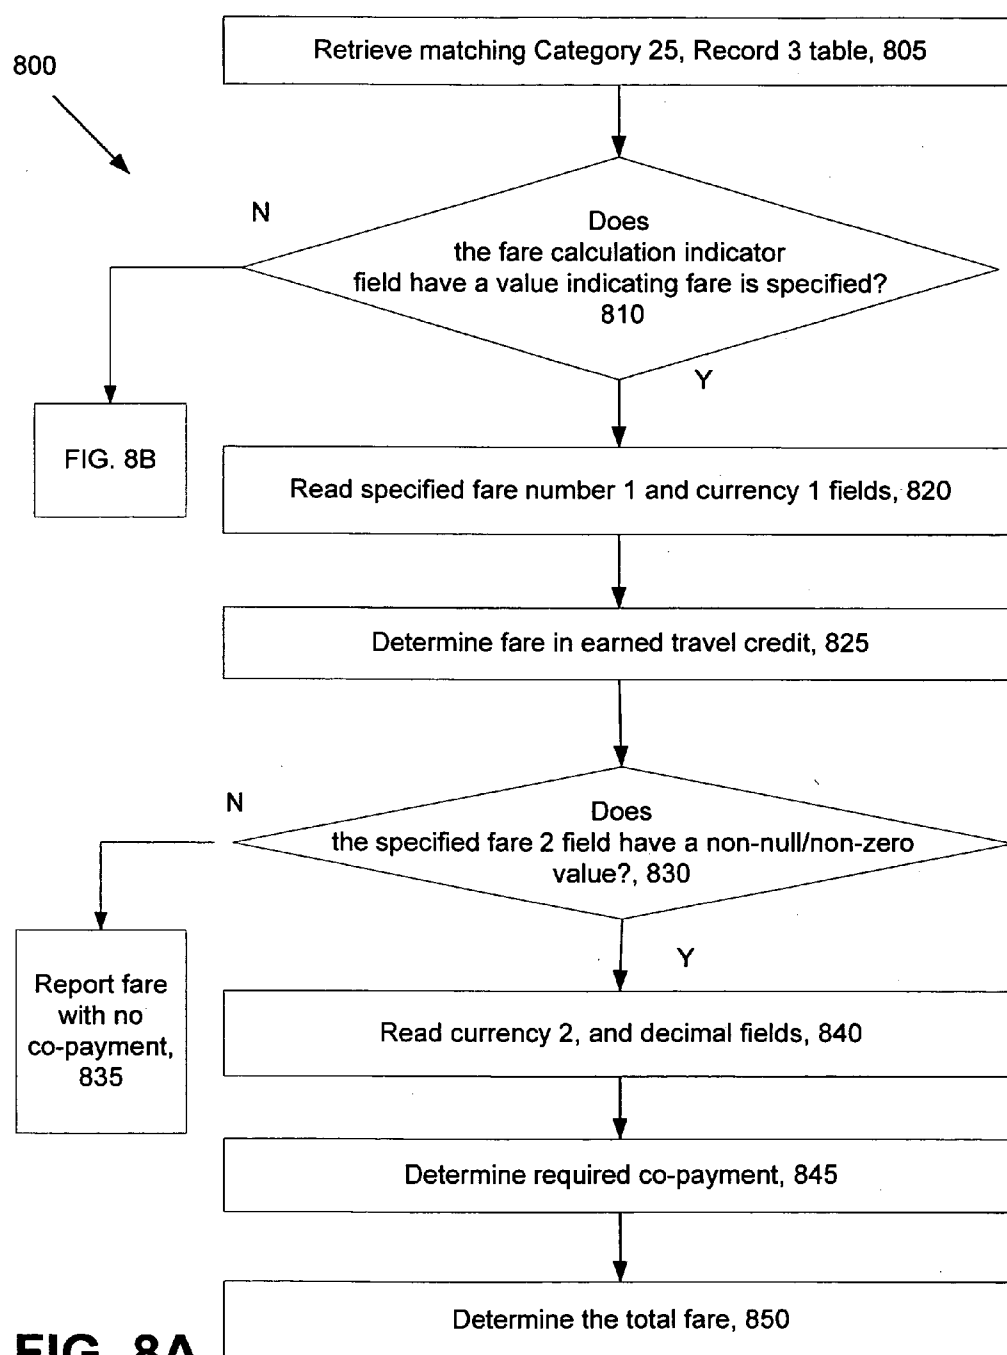 Retrieve matching Category 25, Record 3 table, 805
800
N
Does
the fare calculation indicator
field have a value indicating fare is specified?
810
Y
FIG. 8B
Read specified fare number 1 and currency 1 fields, 820
Determine fare in earned travel credit, 825
N
Does
the specified fare 2 field have a non-null/non-zero
value?, 830
Y
Report fare
with no
co-payment,
835
Read currency 2, and decimal fields, 840
Determine required co-payment, 845
Determine the total fare, 850
FIG. 8A